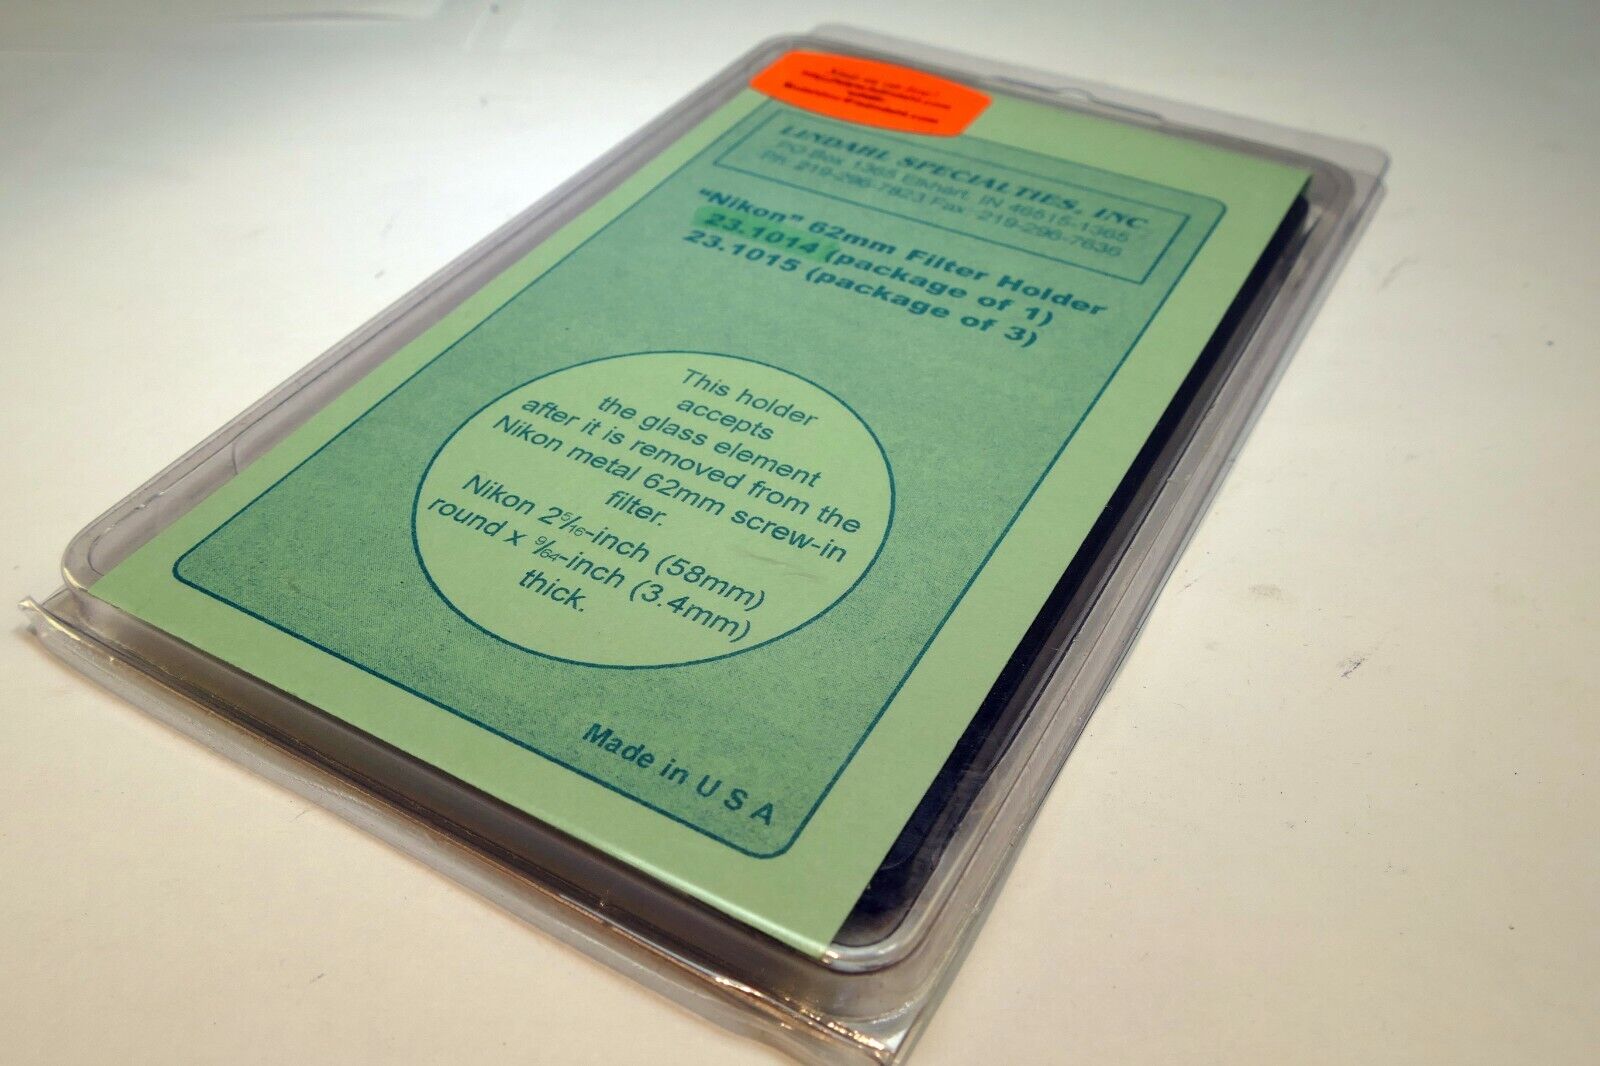 LINDAHL SPECIALTIES, INC
PO Box 1365 Elkhart, IN 46515-1365
PH. 219-296-7823 Fax 219-296-7636
"Nikon" 62mm Filter Holder
23.1014 (package of 1)
23.1015 (package of 3)
This holder
accepts
the glass element
after it is removed from the
Nikon metal 62mm screw-in
filter.
Nikon 2 5/16-inch (58mm)
round x 9/64-inch (3.4mm)
thick.
Made in U S A